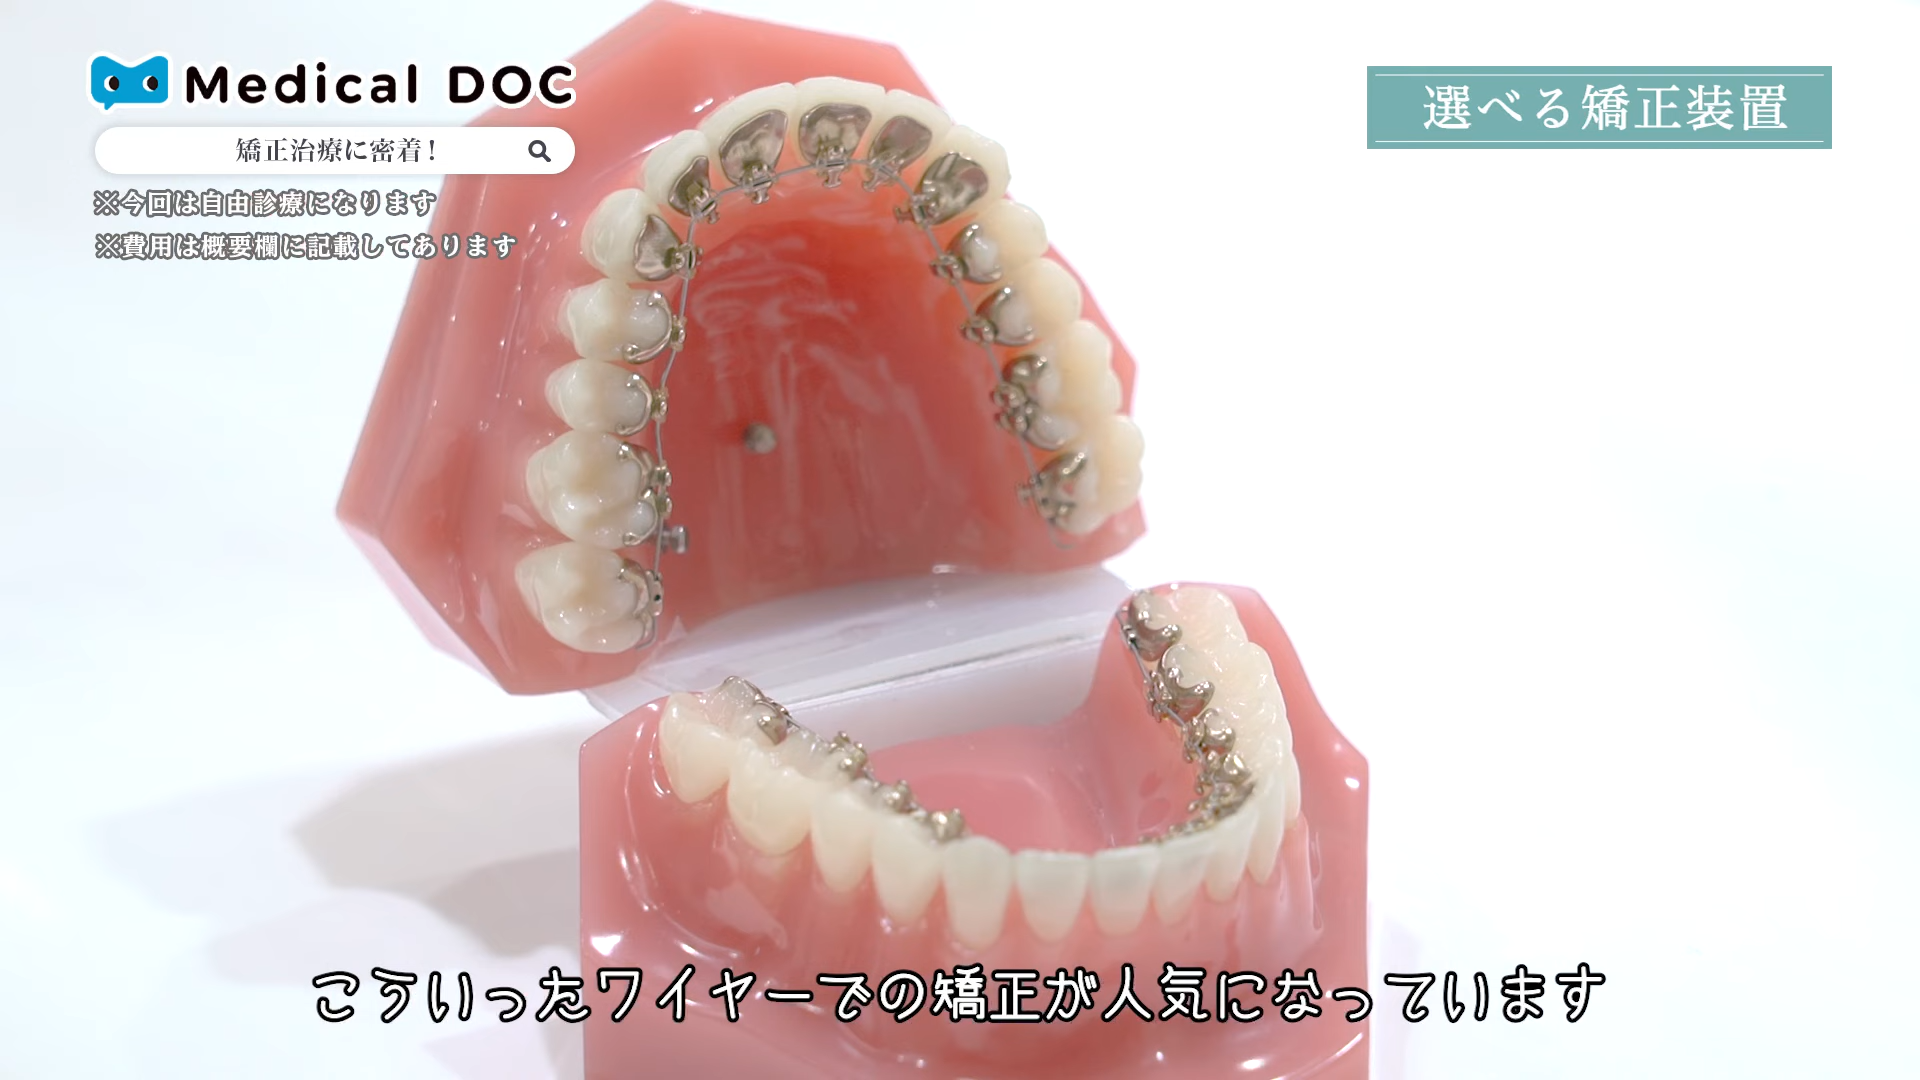 Medical DOC
矯正治療に密着!
※今回は自由診療になります
※費用は概要欄に記載してあります
選べる矯正装置
こういったワイヤーでの矯正が人気になっています